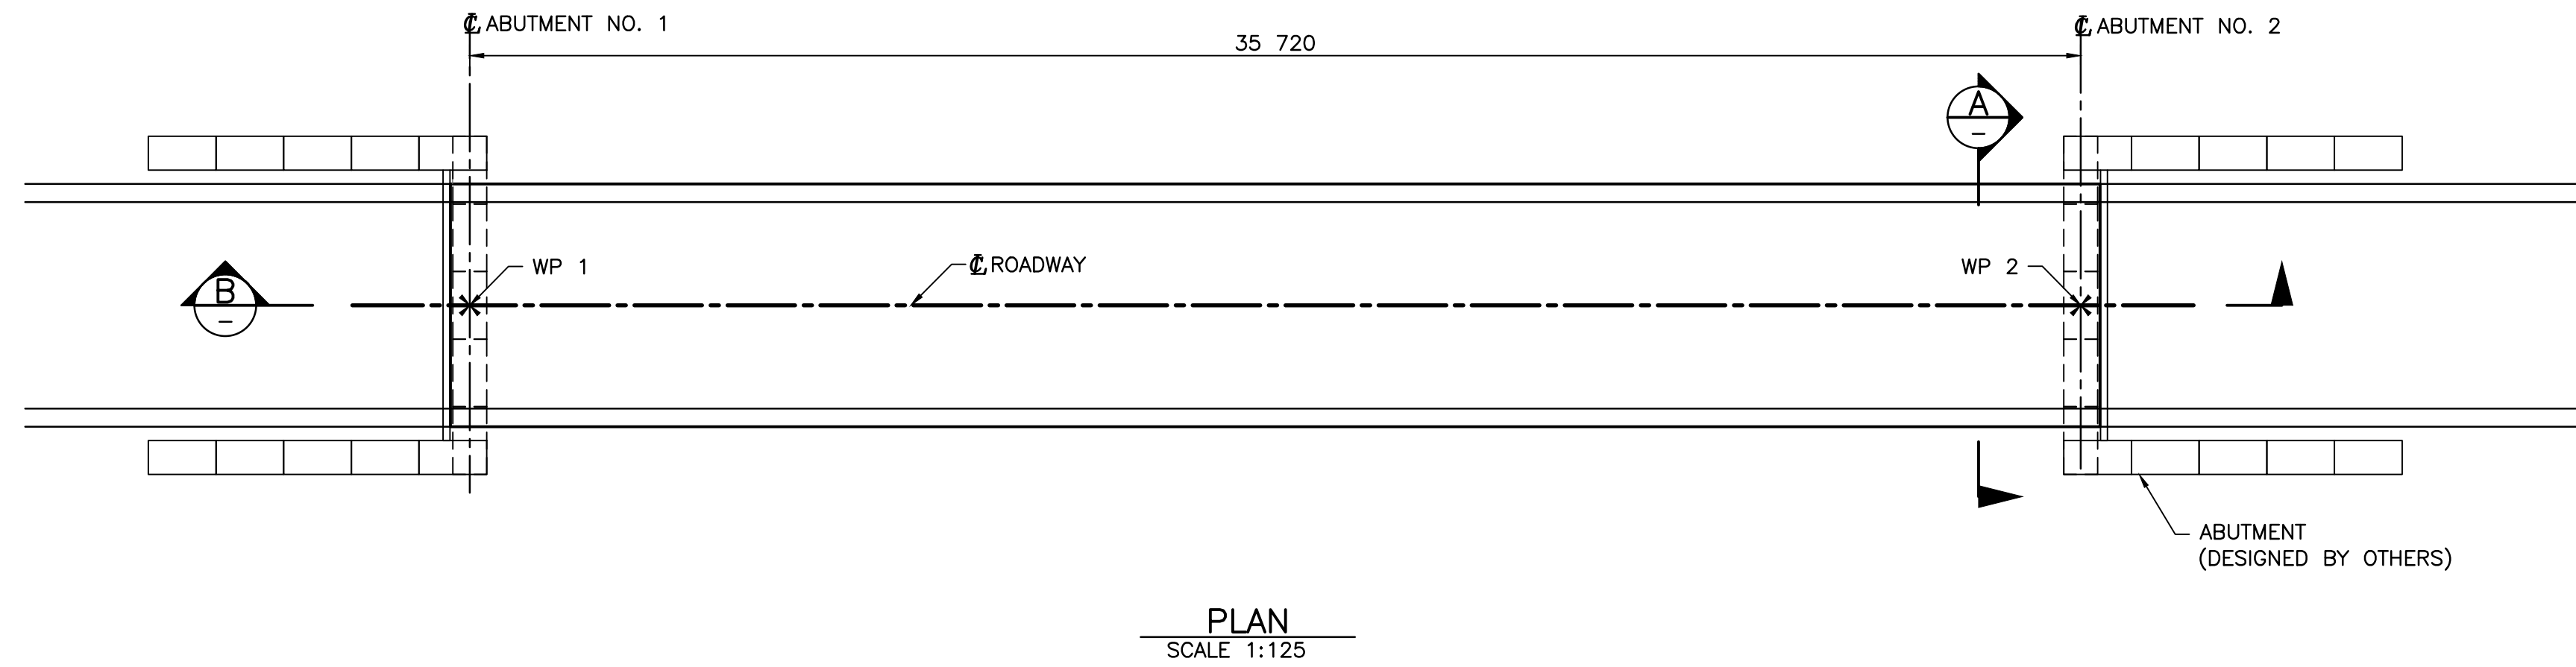 ℄ ABUTMENT NO. 1
35 720
℄ ABUTMENT NO. 2
A
–
B
–
WP 1
℄ ROADWAY
WP 2
ABUTMENT
(DESIGNED BY OTHERS)
PLAN
SCALE 1:125